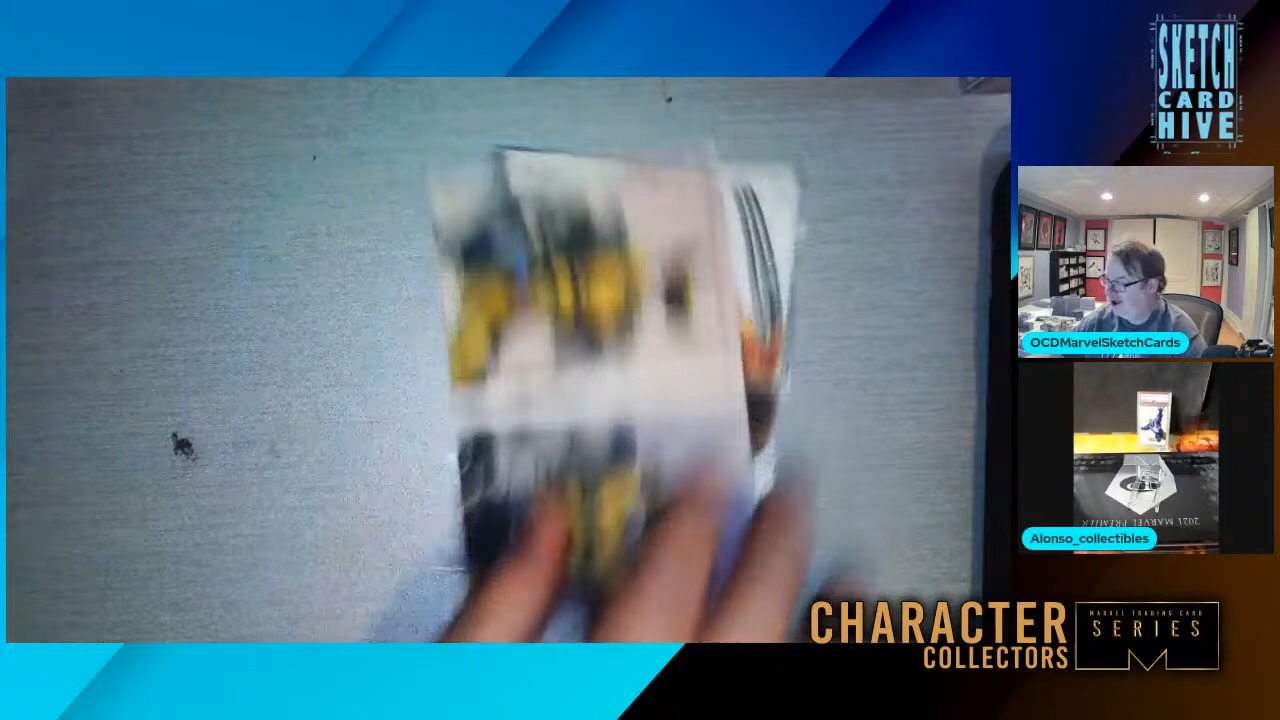 SKETCH
CARD
HIVE
OCDMarvelSketchCards
2021 MARVEL PREMIER
Alonso_collectibles
CHARACTER
COLLECTORS
MARVEL TRADING CARD
SERIES